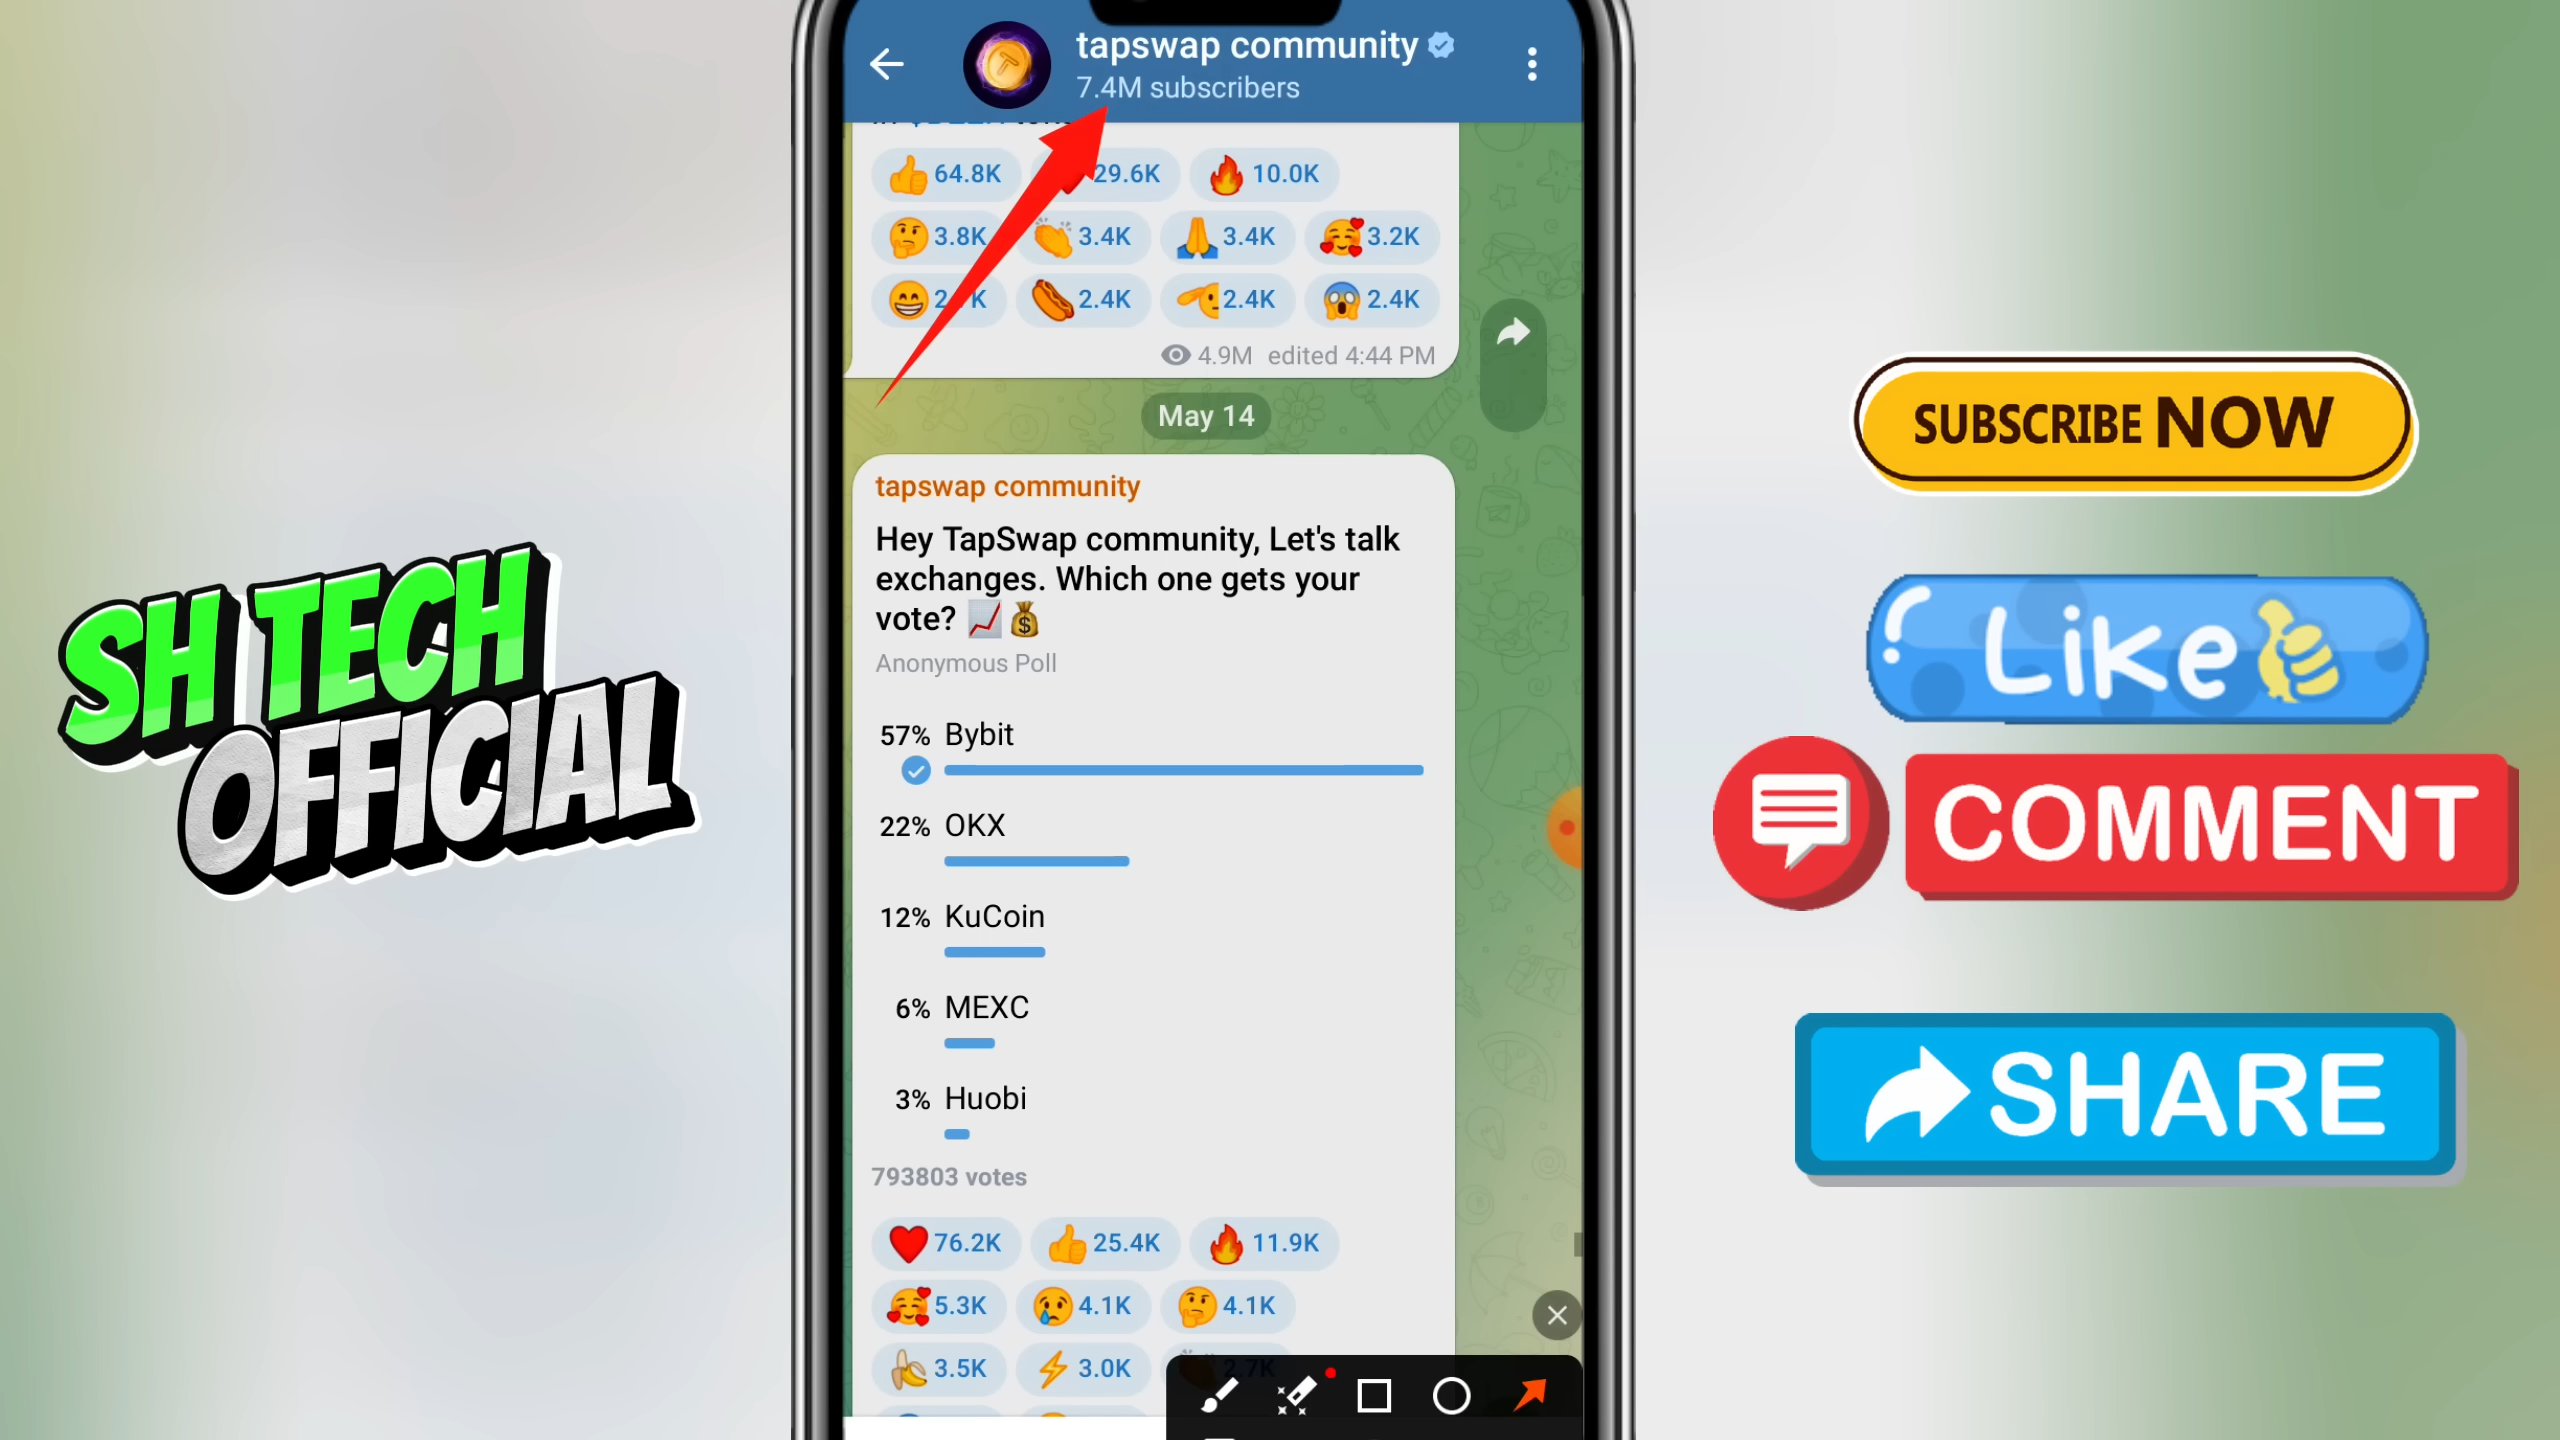 tapswap community
7.4M subscribers
64.8K 29.6K 10.0K
3.8K 3.4K 3.4K 3.2K
2.4K 2.4K 2.4K
4.9M edited 4:44 PM
May 14
tapswap community
Hey TapSwap community, Let's talk
exchanges. Which one gets your
vote? 📈💰
Anonymous Poll
57% Bybit
22% OKX
12% KuCoin
6% MEXC
3% Huobi
793803 votes
76.2K 25.4K 11.9K
5.3K 4.1K 4.1K
3.5K 3.0K 2.7K
SH TECH
OFFICIAL
SUBSCRIBE NOW
Like
COMMENT
SHARE